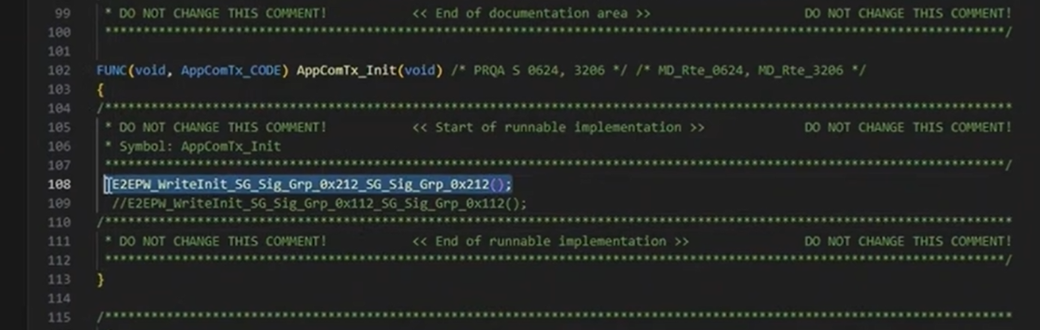 99 * DO NOT CHANGE THIS COMMENT! << End of documentation area >> DO NOT CHANGE THIS COMMENT!
100 *********************************************************************************************************************/
101
102 FUNC(void, AppComTx_CODE) AppComTx_Init(void) /* PRQA S 0624, 3206 */ /* MD_Rte_0624, MD_Rte_3206 */
103 {
104 /**********************************************************************************************************************
105 * DO NOT CHANGE THIS COMMENT! << Start of runnable implementation >> DO NOT CHANGE THIS COMMENT!
106 * Symbol: AppComTx_Init
107 *********************************************************************************************************************/
108 E2EPW_WriteInit_SG_Sig_Grp_0x212_SG_Sig_Grp_0x212();
109 //E2EPW_WriteInit_SG_Sig_Grp_0x112_SG_Sig_Grp_0x112();
110 /**********************************************************************************************************************
111 * DO NOT CHANGE THIS COMMENT! << End of runnable implementation >> DO NOT CHANGE THIS COMMENT!
112 *********************************************************************************************************************/
113 }
114
115 /**********************************************************************************************************************